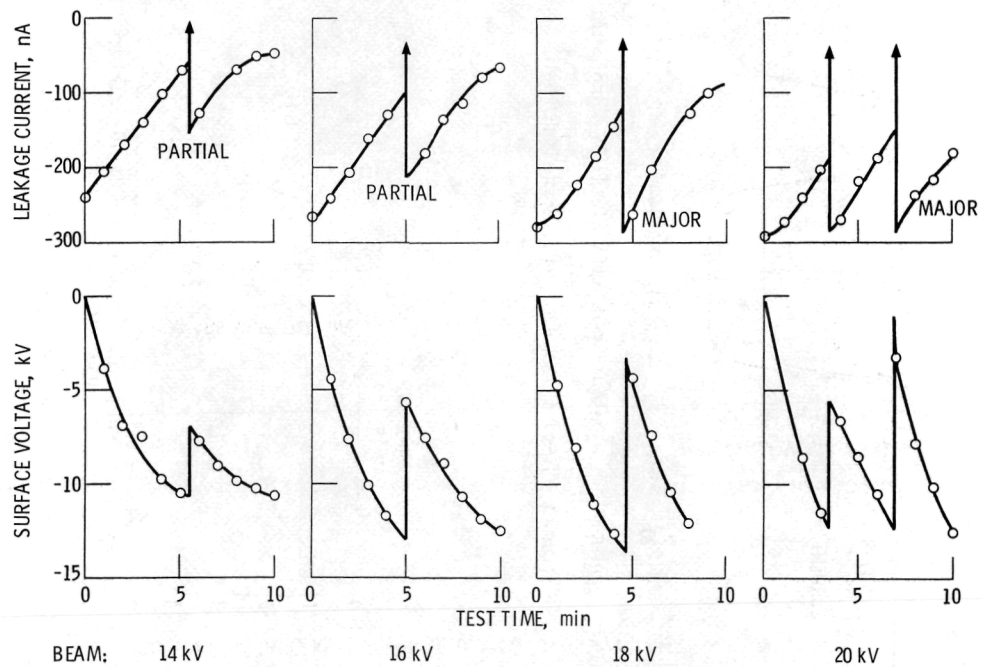 LEAKAGE CURRENT, nA
0
-100
-200
-300
PARTIAL
PARTIAL
MAJOR
MAJOR
SURFACE VOLTAGE, kV
0
-5
-10
-15
0 5 10 0 5 10 0 5 10 0 5 10
TEST TIME, min
BEAM: 14 kV 16 kV 18 kV 20 kV